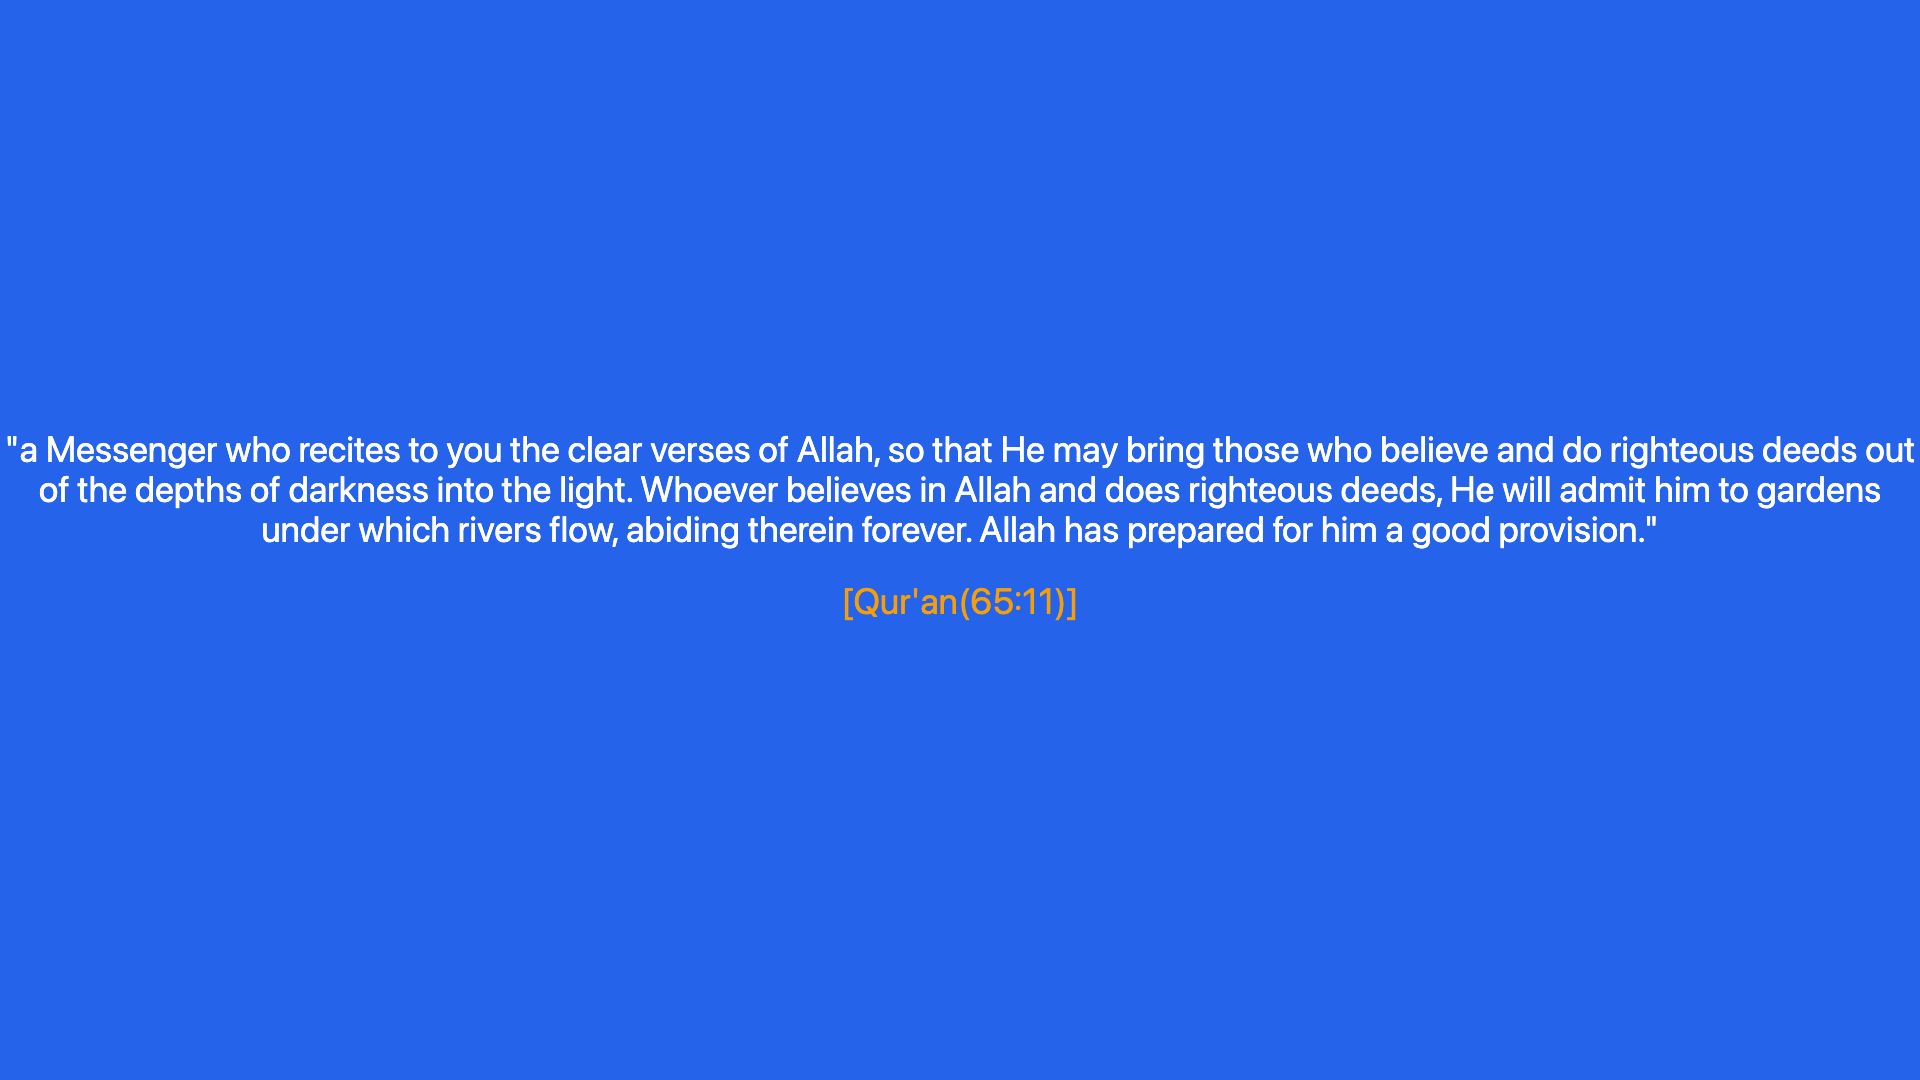 "a Messenger who recites to you the clear verses of Allah, so that He may bring those who believe and do righteous deeds out
of the depths of darkness into the light. Whoever believes in Allah and does righteous deeds, He will admit him to gardens
under which rivers flow, abiding therein forever. Allah has prepared for him a good provision."
[Qur'an(65:11)]